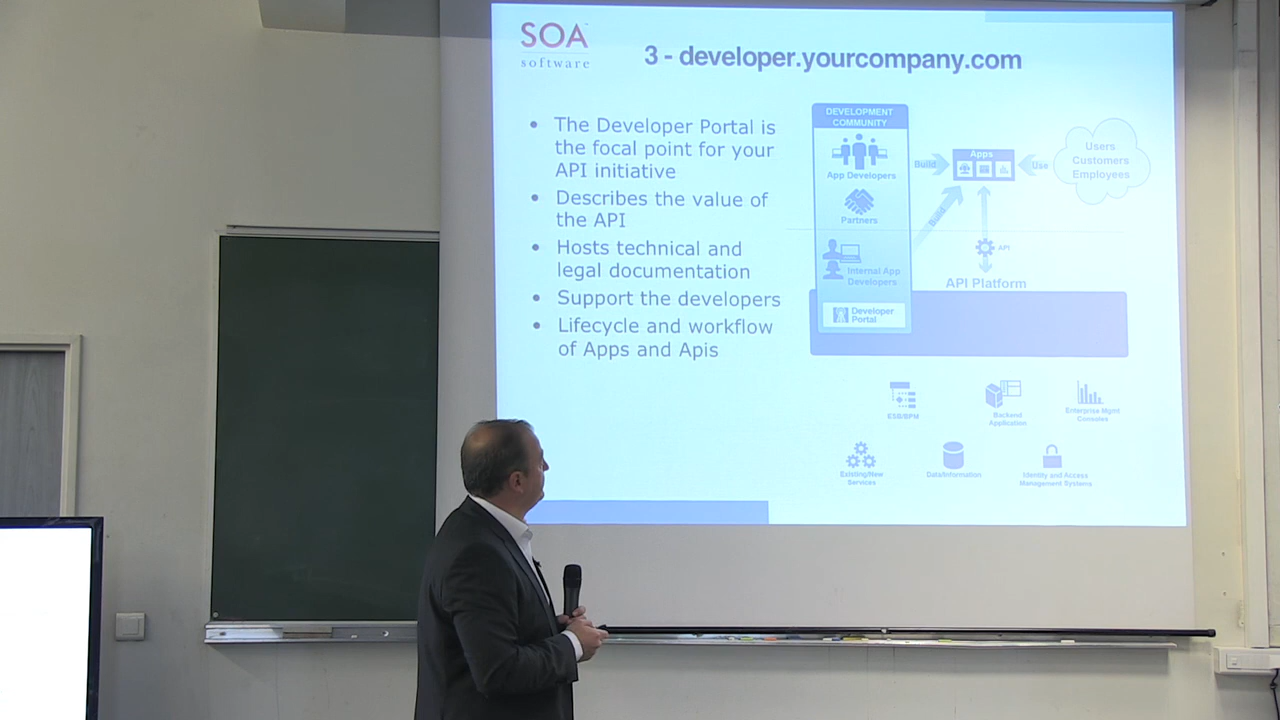 SOA
software
3 - developer.yourcompany.com
• The Developer Portal is
the focal point for your
API initiative
• Describes the value of
the API
• Hosts technical and
legal documentation
• Support the developers
• Lifecycle and workflow
of Apps and Apis
DEVELOPMENT
COMMUNITY
App Developers
Partners
Internal App
Developers
Developer
Portal
Build
Build
Apps
Use
Users
Customers
Employees
API
API Platform
ESB/BPM
Backend
Application
Enterprise Mgmt
Consoles
Existing/New
Services
Data/Information
Identity and Access
Management Systems